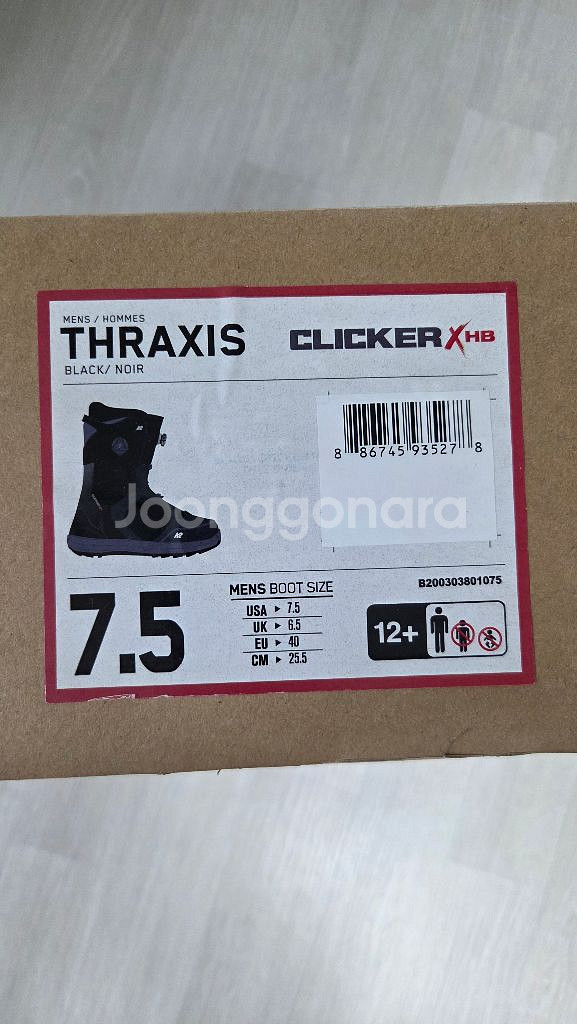 MENS / HOMMES
THRAXIS
BLACK/ NOIR
CLICKER X HB
8 86745 93527 8
Joonggonara
K2
7.5
MENS BOOT SIZE
USA ▸ 7.5
UK ▸ 6.5
EU ▸ 40
CM ▸ 25.5
B200303801075
12+